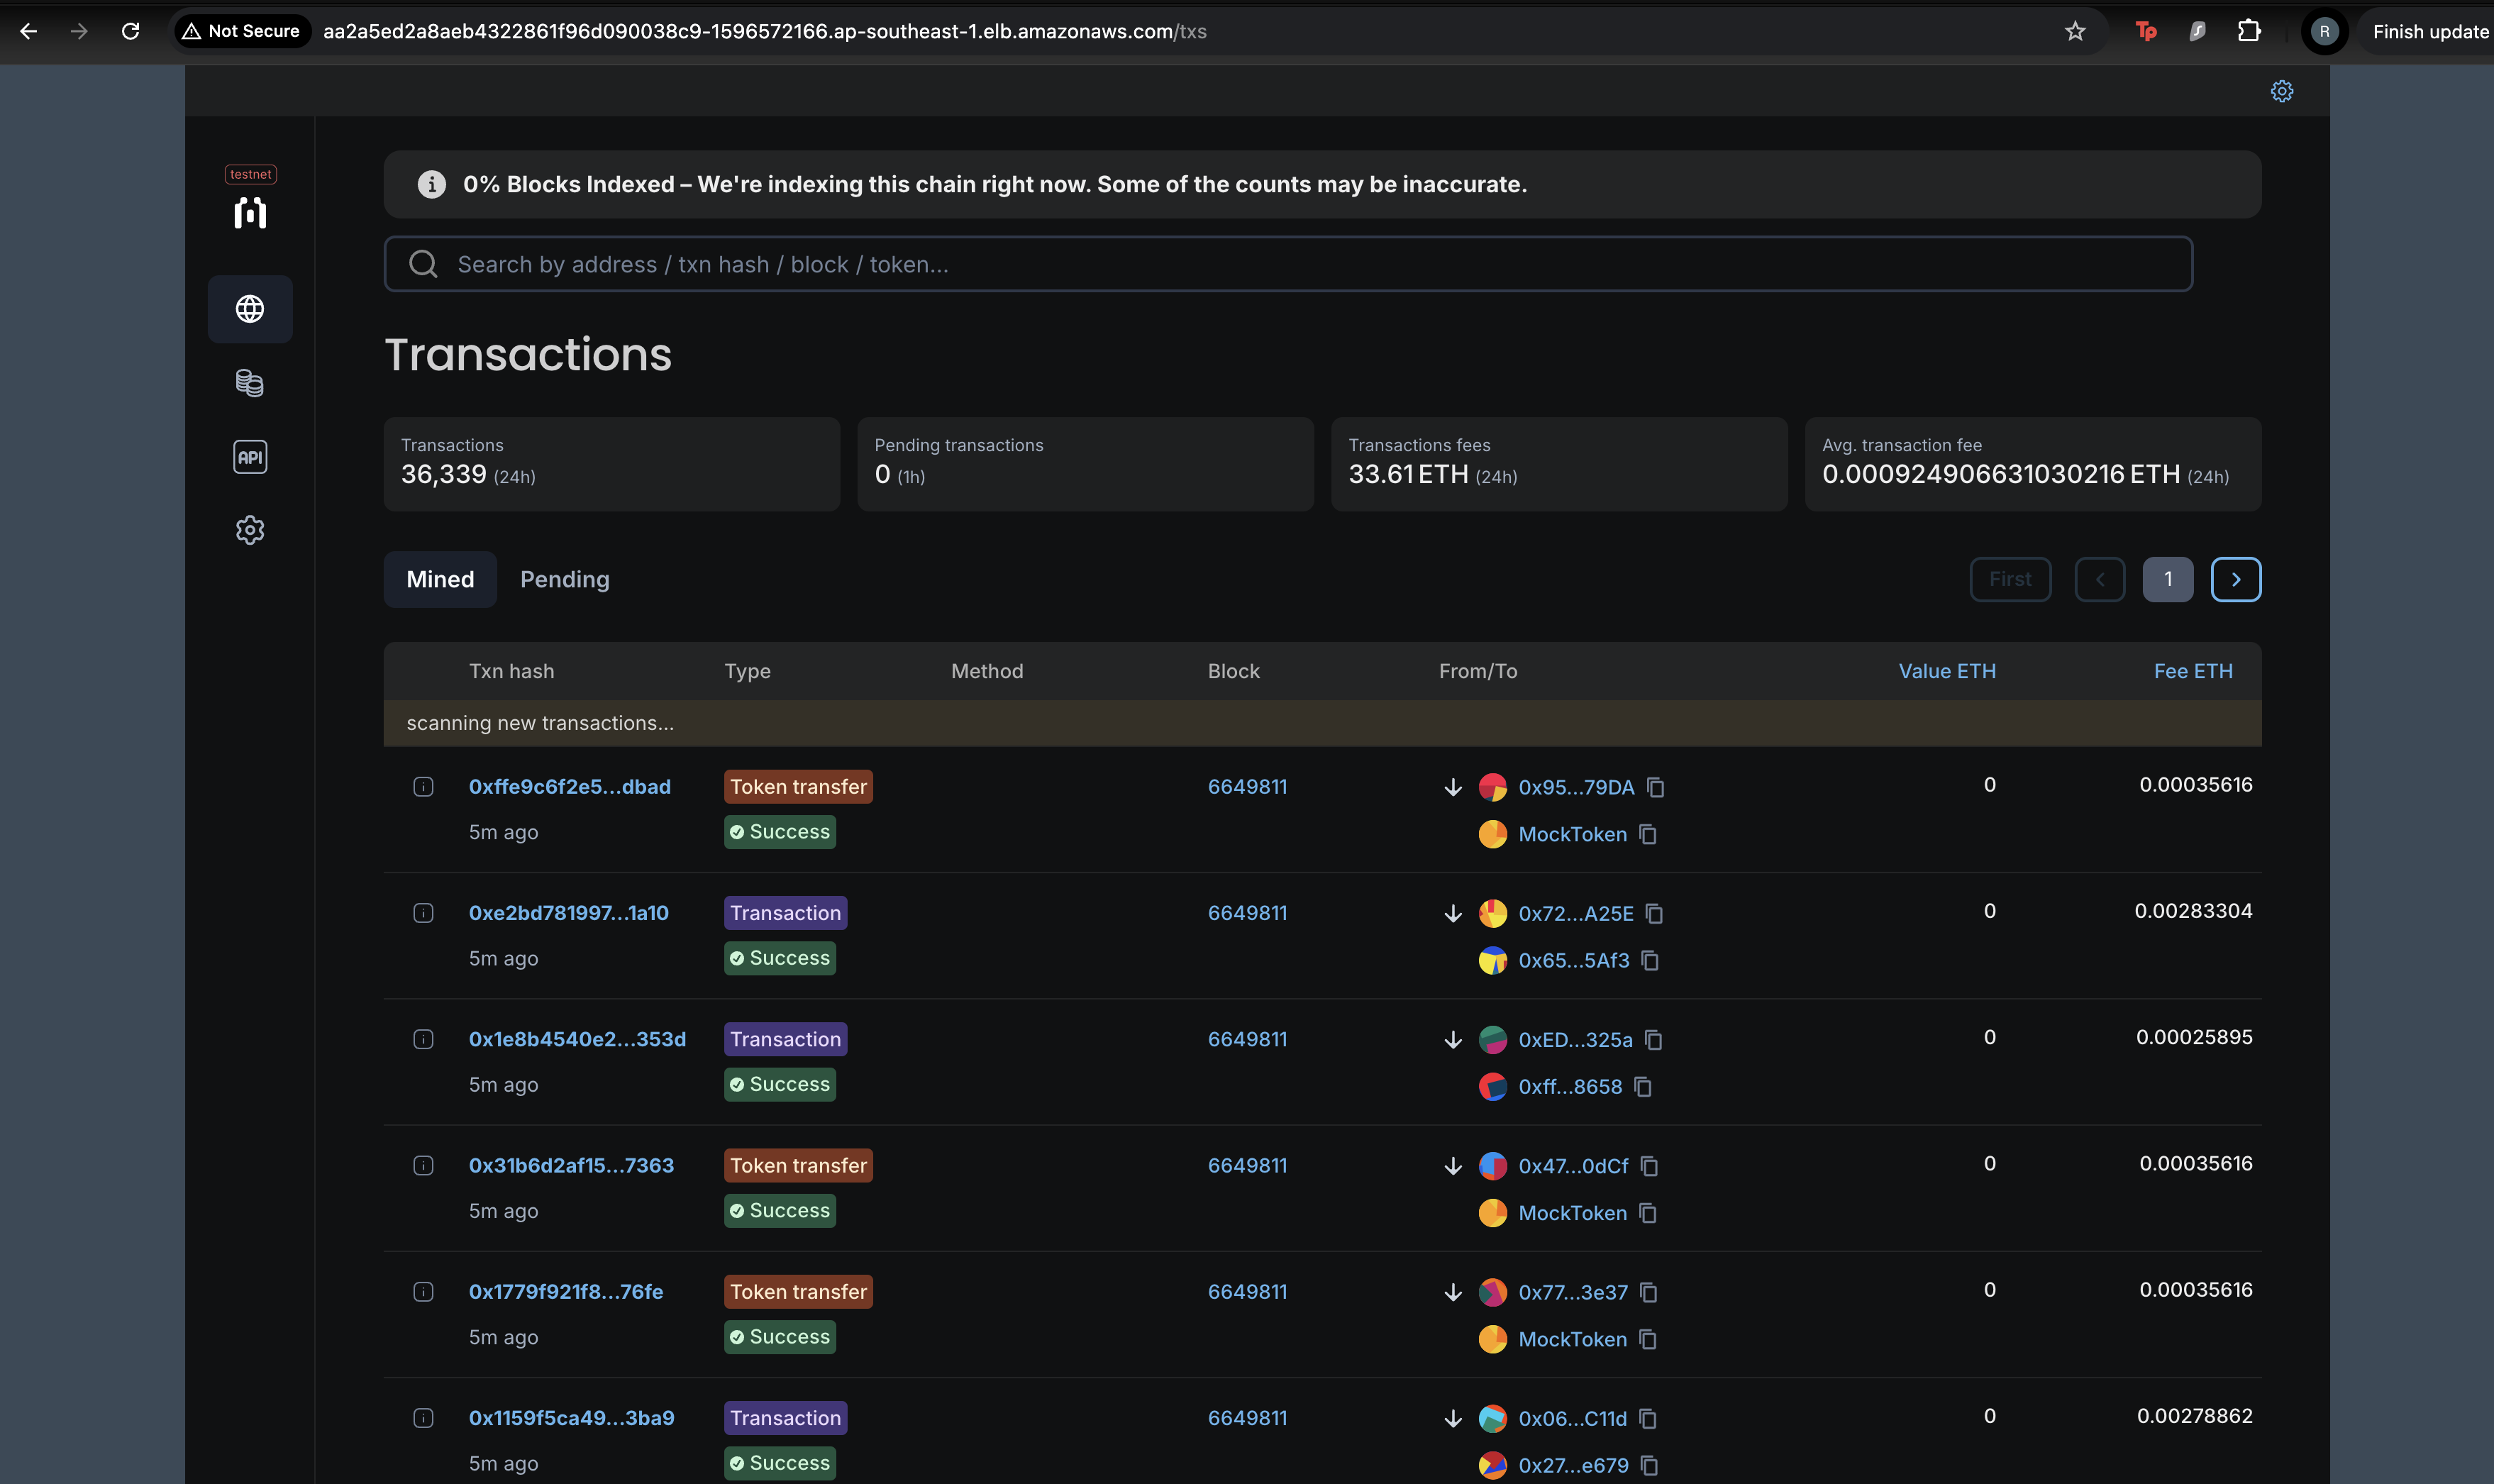 Not Secure aa2a5ed2a8aeb4322861f96d090038c9-1596572166.ap-southeast-1.elb.amazonaws.com/txs Tp R Finish update
testnet
0% Blocks Indexed – We're indexing this chain right now. Some of the counts may be inaccurate.
Search by address / txn hash / block / token...
API
Transactions
Transactions Pending transactions Transactions fees Avg. transaction fee
36,339 (24h) 0 (1h) 33.61 ETH (24h) 0.000924906631030216 ETH (24h)
Mined Pending First 1
Txn hash Type Method Block From/To Value ETH Fee ETH
scanning new transactions...
0xffe9c6f2e5...dbad Token transfer 6649811 0x95...79DA 0 0.00035616
5m ago Success MockToken
0xe2bd781997...1a10 Transaction 6649811 0x72...A25E 0 0.00283304
5m ago Success 0x65...5Af3
0x1e8b4540e2...353d Transaction 6649811 0xED...325a 0 0.00025895
5m ago Success 0xff...8658
0x31b6d2af15...7363 Token transfer 6649811 0x47...0dCf 0 0.00035616
5m ago Success MockToken
0x1779f921f8...76fe Token transfer 6649811 0x77...3e37 0 0.00035616
5m ago Success MockToken
0x1159f5ca49...3ba9 Transaction 6649811 0x06...C11d 0 0.00278862
5m ago Success 0x27...e679